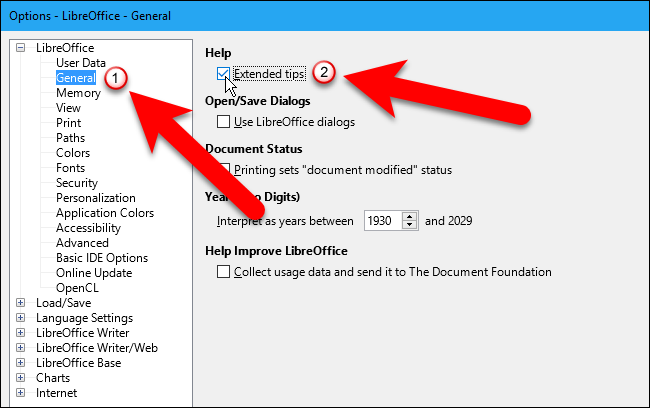 Options - LibreOffice - General
LibreOffice
User Data
General
Memory
View
Print
Paths
Colors
Fonts
Security
Personalization
Application Colors
Accessibility
Advanced
Basic IDE Options
Online Update
OpenCL
Load/Save
Language Settings
LibreOffice Writer
LibreOffice Writer/Web
LibreOffice Base
Charts
Internet
1
Help
Extended tips
2
Open/Save Dialogs
Use LibreOffice dialogs
Document Status
Printing sets "document modified" status
Year Digits)
Interpret as years between 1930 and 2029
Help Improve LibreOffice
Collect usage data and send it to The Document Foundation